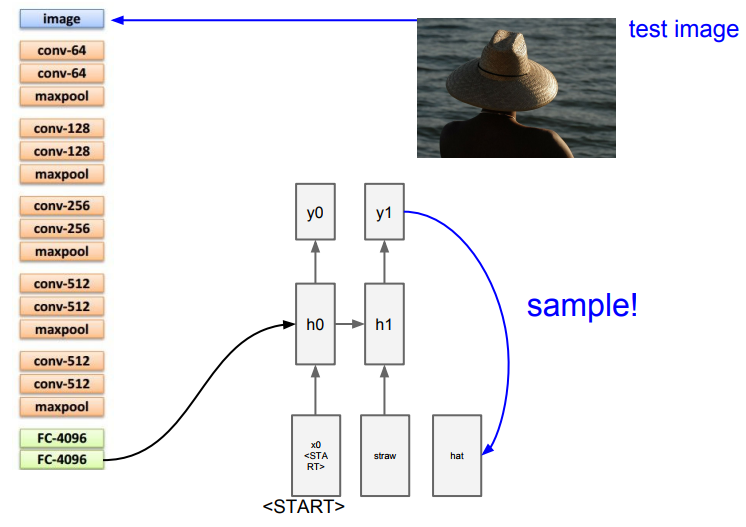 image
test image
conv-64
conv-64
maxpool
conv-128
conv-128
maxpool
conv-256
conv-256
maxpool
conv-512
conv-512
maxpool
conv-512
conv-512
maxpool
FC-4096
FC-4096
y0
y1
sample!
h0
h1
x0
<STA
RT>
straw
hat
<START>